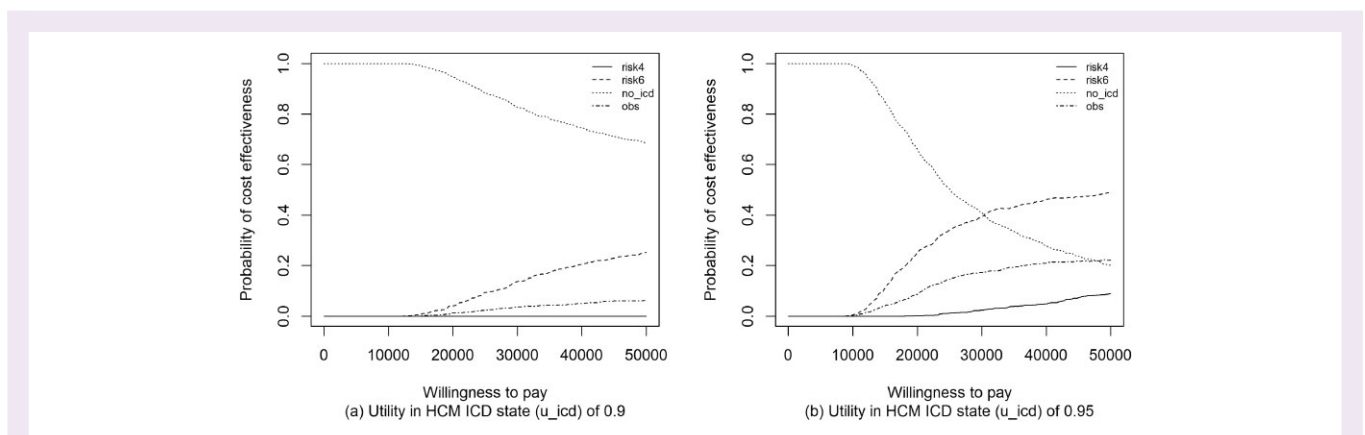 Probability of cost effectiveness
1.0
0.8
0.6
0.4
0.2
0.0
risk4
risk6
no_icd
obs
0 10000 20000 30000 40000 50000
Willingness to pay
(a) Utility in HCM ICD state (u_icd) of 0.9
Probability of cost effectiveness
1.0
0.8
0.6
0.4
0.2
0.0
risk4
risk6
no_icd
obs
0 10000 20000 30000 40000 50000
Willingness to pay
(b) Utility in HCM ICD state (u_icd) of 0.95